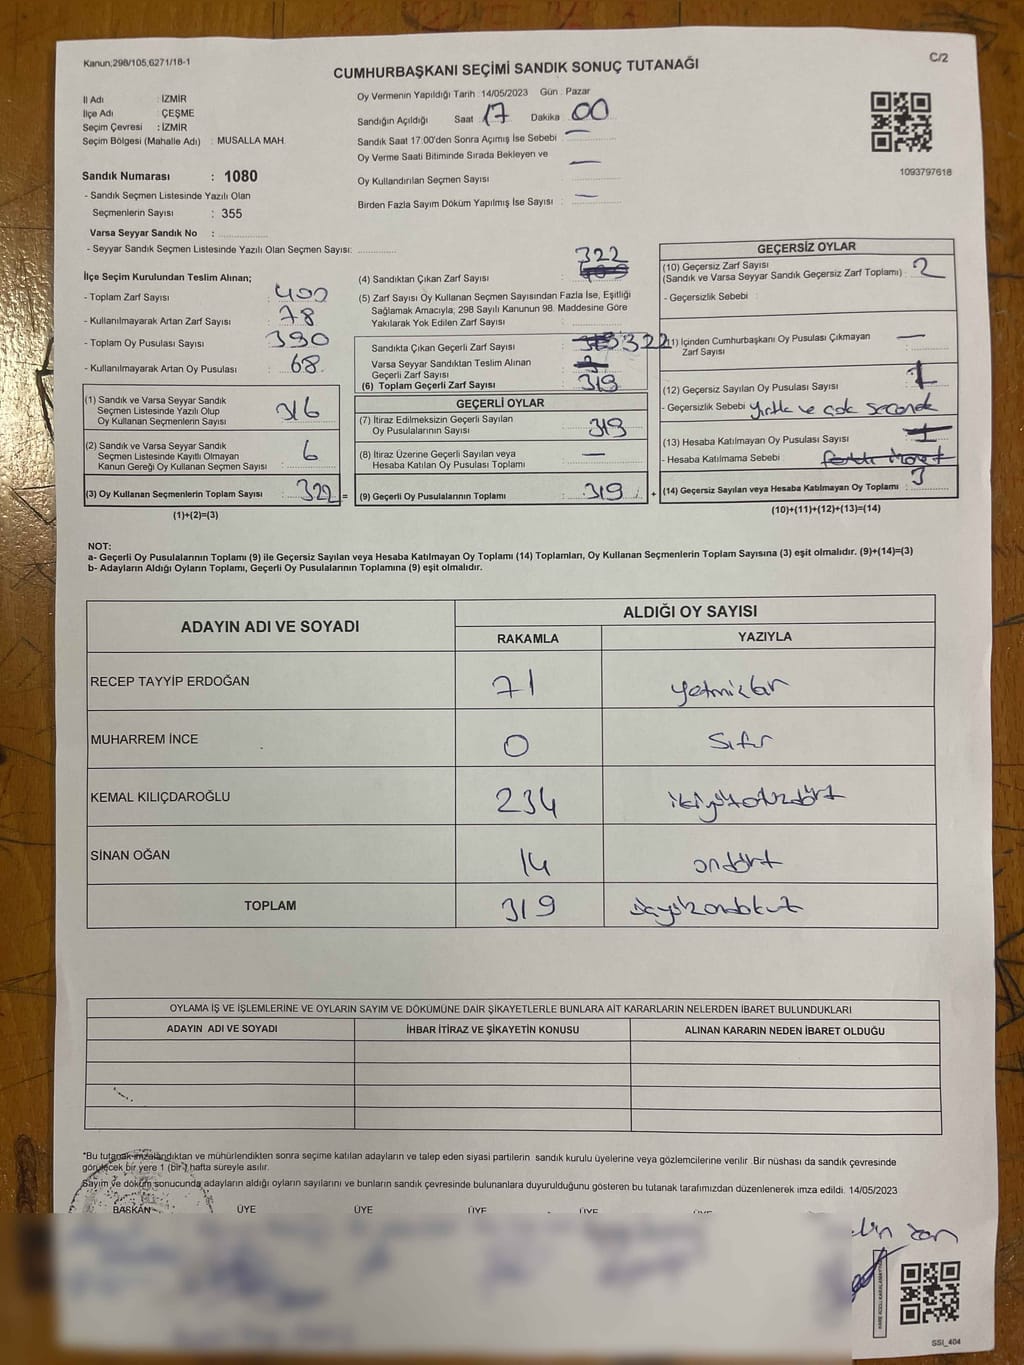 Kanun;298/105,6271/18-1
C/2
CUMHURBAŞKANI SEÇİMİ SANDIK SONUÇ TUTANAĞI
İl Adı : İZMİR
İlçe Adı : ÇEŞME
Seçim Çevresi : İZMİR
Seçim Bölgesi (Mahalle Adı) : MUSALLA MAH
Sandık Numarası : 1080
- Sandık Seçmen Listesinde Yazılı Olan
Seçmenlerin Sayısı : 355
Varsa Seyyar Sandık No :
- Seyyar Sandık Seçmen Listesinde Yazılı Olan Seçmen Sayısı:
Oy Vermenin Yapıldığı Tarih : 14/05/2023 Gün : Pazar
Sandığın Açıldığı Saat 17 Dakika 00
Sandık Saat 17:00'den Sonra Açımış İse Sebebi : —
Oy Verme Saati Bitiminde Sırada Bekleyen ve —
Oy Kullandırılan Seçmen Sayısı :
Birden Fazla Sayım Döküm Yapılmış İse Sayısı : —
1093797618
İlçe Seçim Kurulundan Teslim Alınan;
- Toplam Zarf Sayısı : 400
- Kullanılmayarak Artan Zarf Sayısı : 78
- Toplam Oy Pusulası Sayısı : 390
- Kullanılmayarak Artan Oy Pusulası : 68
(1) Sandık ve Varsa Seyyar Sandık
Seçmen Listesinde Yazılı Olup
Oy Kullanan Seçmenlerin Sayısı : 316
(2) Sandık ve Varsa Seyyar Sandık
Seçmen Listesinde Kayıtlı Olmayan
Kanun Gereği Oy Kullanan Seçmen Sayısı : 6
(3) Oy Kullanan Seçmenlerin Toplam Sayısı : 322 =
(1)+(2)=(3)
(4) Sandıktan Çıkan Zarf Sayısı : 322
(5) Zarf Sayısı Oy Kullanan Seçmen Sayısından Fazla İse, Eşitliği
Sağlamak Amacıyla; 298 Sayılı Kanunun 98. Maddesine Göre
Yakılarak Yok Edilen Zarf Sayısı :
Sandıkta Çıkan Geçerli Zarf Sayısı : 322
Varsa Seyyar Sandıktan Teslim Alınan
Geçerli Zarf Sayısı :
(6) Toplam Geçerli Zarf Sayısı : 319
GEÇERLİ OYLAR
(7) İtiraz Edilmeksizin Geçerli Sayılan
Oy Pusulalarının Sayısı : 319
(8) İtiraz Üzerine Geçerli Sayılan veya
Hesaba Katılan Oy Pusulası Toplamı : —
(9) Geçerli Oy Pusulalarının Toplamı : 319 +
GEÇERSİZ OYLAR
(10) Geçersiz Zarf Sayısı
(Sandık ve Varsa Seyyar Sandık Geçersiz Zarf Toplamı) : 2
- Geçersizlik Sebebi :
(11) İçinden Cumhurbaşkanı Oy Pusulası Çıkmayan —
Zarf Sayısı
(12) Geçersiz Sayılan Oy Pusulası Sayısı : 1
- Geçersizlik Sebebi : yırtık ve çok
(13) Hesaba Katılmayan Oy Pusulası Sayısı : 1
- Hesaba Katılmama Sebebi :
(14) Geçersiz Sayılan veya Hesaba Katılmayan Oy Toplamı : 3
(10)+(11)+(12)+(13)=(14)
NOT:
a- Geçerli Oy Pusulalarının Toplamı (9) ile Geçersiz Sayılan veya Hesaba Katılmayan Oy Toplamı (14) Toplamları, Oy Kullanan Seçmenlerin Toplam Sayısına (3) eşit olmalıdır. (9)+(14)=(3)
b- Adayların Aldığı Oyların Toplamı, Geçerli Oy Pusulalarının Toplamına (9) eşit olmalıdır.
ADAYIN ADI VE SOYADI
ALDIĞI OY SAYISI
RAKAMLA YAZIYLA
RECEP TAYYİP ERDOĞAN 71 yetmişbir
MUHARREM İNCE 0 Sıfır
KEMAL KILIÇDAROĞLU 234 ikiyüzotuzdört
SİNAN OĞAN 14 ondört
TOPLAM 319 üçyüzondokuz
OYLAMA İŞ VE İŞLEMLERİNE VE OYLARIN SAYIM VE DÖKÜMÜNE DAİR ŞİKAYETLERLE BUNLARA AİT KARARLARIN NELERDEN İBARET BULUNDUKLARI
ADAYIN ADI VE SOYADI İHBAR İTİRAZ VE ŞİKAYETİN KONUSU ALINAN KARARIN NEDEN İBARET OLDUĞU
*Bu tutanak imzalandıktan ve mühürlendikten sonra seçime katılan adayların ve talep eden siyasi partilerin sandık kurulu üyelerine veya gözlemcilerine verilir .Bir nüshası da sandık çevresinde
görülecek bir yere 1 (bir ) hafta süreyle asılır.
Sayım ve döküm sonucunda adayların aldığı oyların sayılarını ve bunların sandık çevresinde bulunanlara duyurulduğunu gösteren bu tutanak tarafımızdan düzenlenerek imza edildi. 14/05/2023
BAŞKAN ÜYE ÜYE ÜYE ÜYE ÜYE
SSI_404